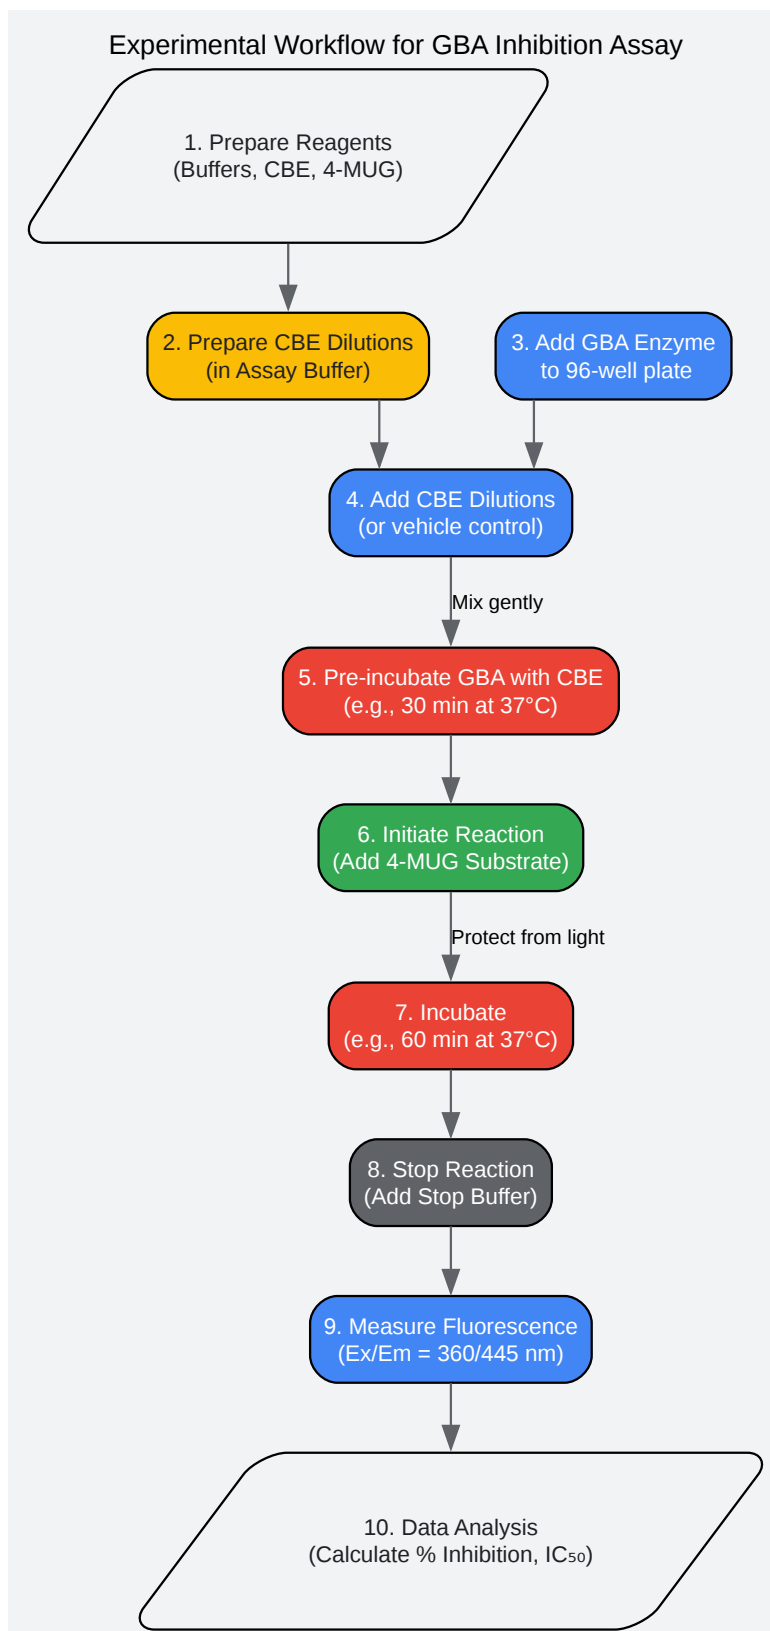 Experimental Workflow for GBA Inhibition Assay
1. Prepare Reagents
(Buffers, CBE, 4-MUG)
2. Prepare CBE Dilutions
(in Assay Buffer)
3. Add GBA Enzyme
to 96-well plate
4. Add CBE Dilutions
(or vehicle control)
Mix gently
5. Pre-incubate GBA with CBE
(e.g., 30 min at 37°C)
6. Initiate Reaction
(Add 4-MUG Substrate)
Protect from light
7. Incubate
(e.g., 60 min at 37°C)
8. Stop Reaction
(Add Stop Buffer)
9. Measure Fluorescence
(Ex/Em = 360/445 nm)
10. Data Analysis
(Calculate % Inhibition, IC₅₀)